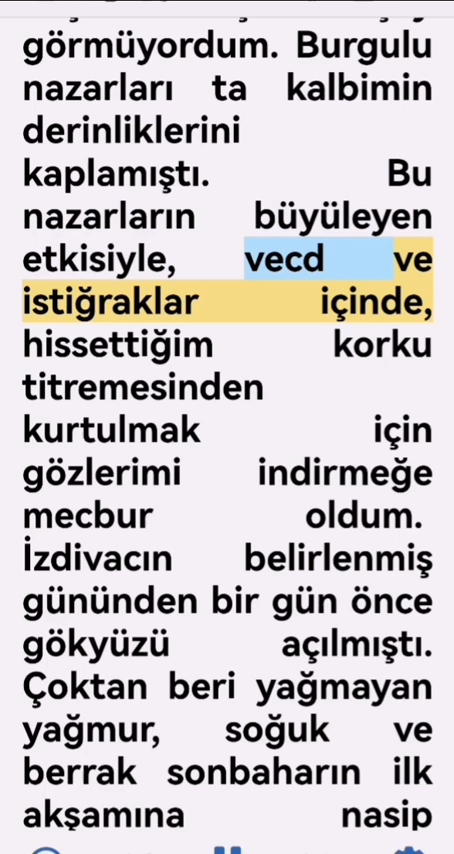 görmüyordum. Burgulu
nazarları ta kalbimin
derinliklerini
kaplamıştı. Bu
nazarların büyüleyen
etkisiyle, vecd ve
istiğraklar içinde,
hissettiğim korku
titremesinden
kurtulmak için
gözlerimi indirmeğe
mecbur oldum.
İzdivacın belirlenmiş
gününden bir gün önce
gökyüzü açılmıştı.
Çoktan beri yağmayan
yağmur, soğuk ve
berrak sonbaharın ilk
akşamına nasip